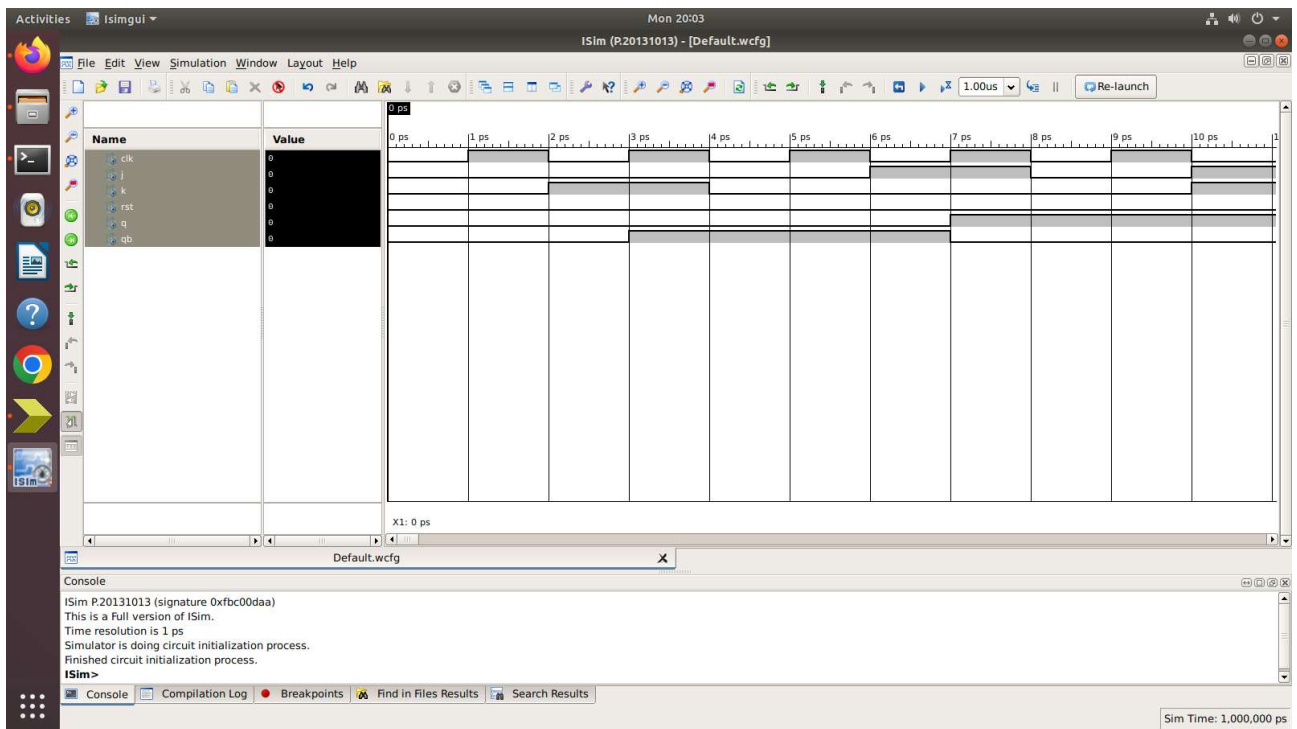 Activities Isimgui Mon 20:03
ISim (P.20131013) - [Default.wcfg]
File Edit View Simulation Window Layout Help
1.00us Re-launch
0 ps
Name Value 0 ps 1 ps 2 ps 3 ps 4 ps 5 ps 6 ps 7 ps 8 ps 9 ps 10 ps 1
clk 0
j 0
k 0
rst 0
q 0
qb 0
X1: 0 ps
Default.wcfg
Console
ISim P.20131013 (signature 0xfbc00daa)
This is a Full version of ISim.
Time resolution is 1 ps
Simulator is doing circuit initialization process.
Finished circuit initialization process.
ISim>
Console Compilation Log Breakpoints Find in Files Results Search Results
Sim Time: 1,000,000 ps